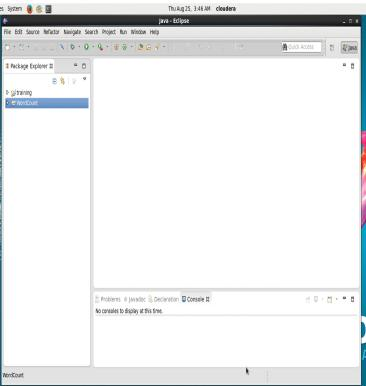 es System Thu Aug 25, 3:46 AM cloudera
Java - Eclipse
File Edit Source Refactor Navigate Search Project Run Window Help
Quick Access Java
Package Explorer
training
WordCount
Problems Javadoc Declaration Console
No consoles to display at this time.
WordCount